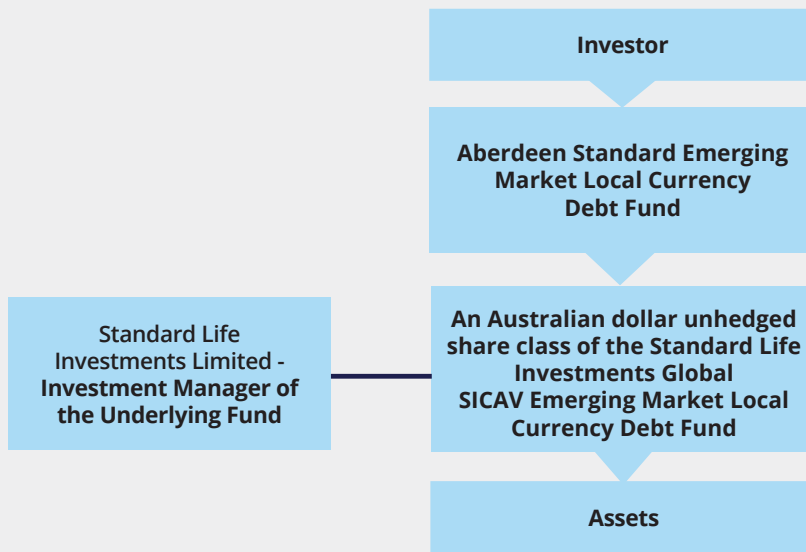 Investor
Aberdeen Standard Emerging
Market Local Currency
Debt Fund
Standard Life
Investments Limited -
Investment Manager of
the Underlying Fund
An Australian dollar unhedged
share class of the Standard Life
Investments Global
SICAV Emerging Market Local
Currency Debt Fund
Assets